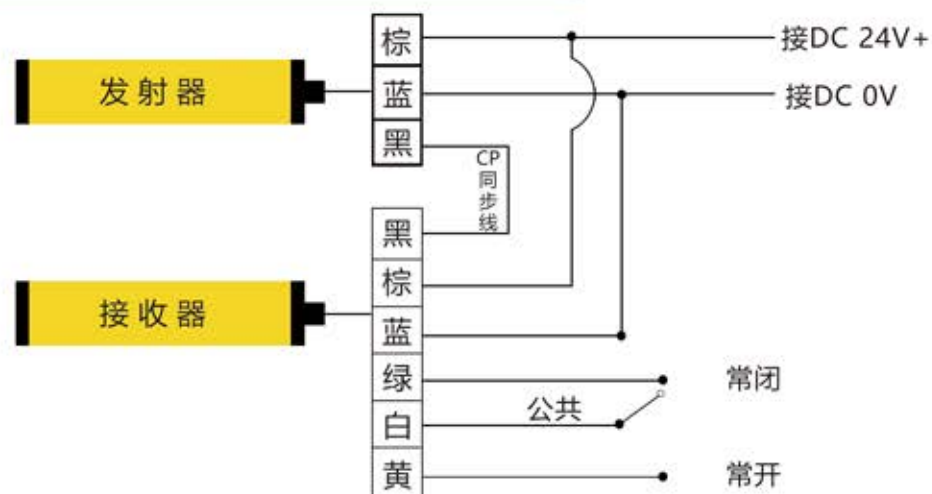 棕
接DC 24V+
发射器
蓝
接DC 0V
黑
CP
同
步
线
黑
棕
接收器
蓝
绿
常闭
公共
白
黄
常开